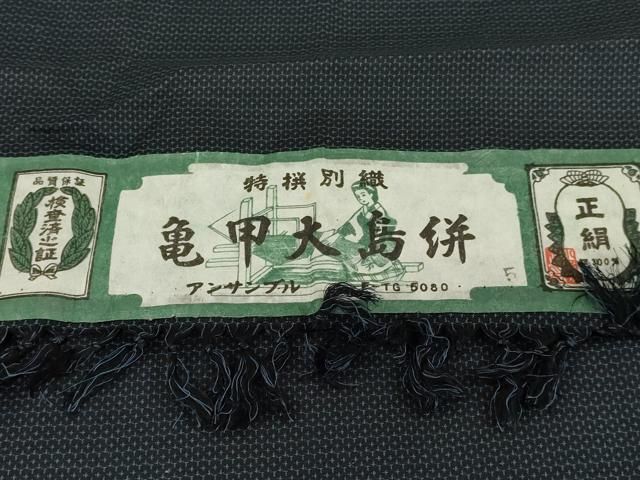 品質保証
検査済之証
特撰別織
亀甲大島絣
アンサンブル
TG 5080
正絹